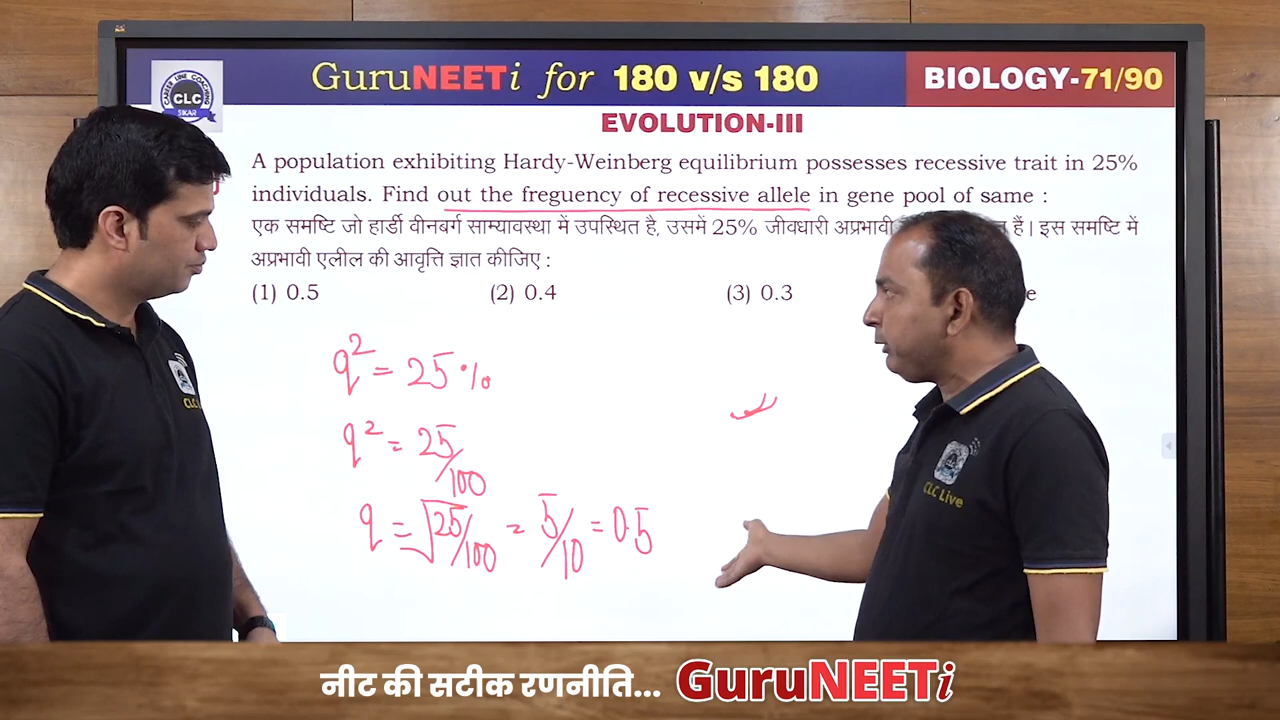 GuruNEETi for 180 v/s 180
BIOLOGY-71/90
CLC
SIKAR
EVOLUTION-III
A population exhibiting Hardy-Weinberg equilibrium possesses recessive trait in 25%
individuals. Find out the freguency of recessive allele in gene pool of same :
एक समष्टि जो हार्डी वीनबर्ग साम्यावस्था में उपस्थित है, उसमें 25% जीवधारी अप्रभावी हैं। इस समष्टि में
अप्रभावी एलील की आवृत्ति ज्ञात कीजिए :
(1) 0.5 (2) 0.4 (3) 0.3
q² = 25%
q² = 25/100
q = √25/100 = 5/10 = 0.5
CLC Live
नीट की सटीक रणनीति... GuruNEETi